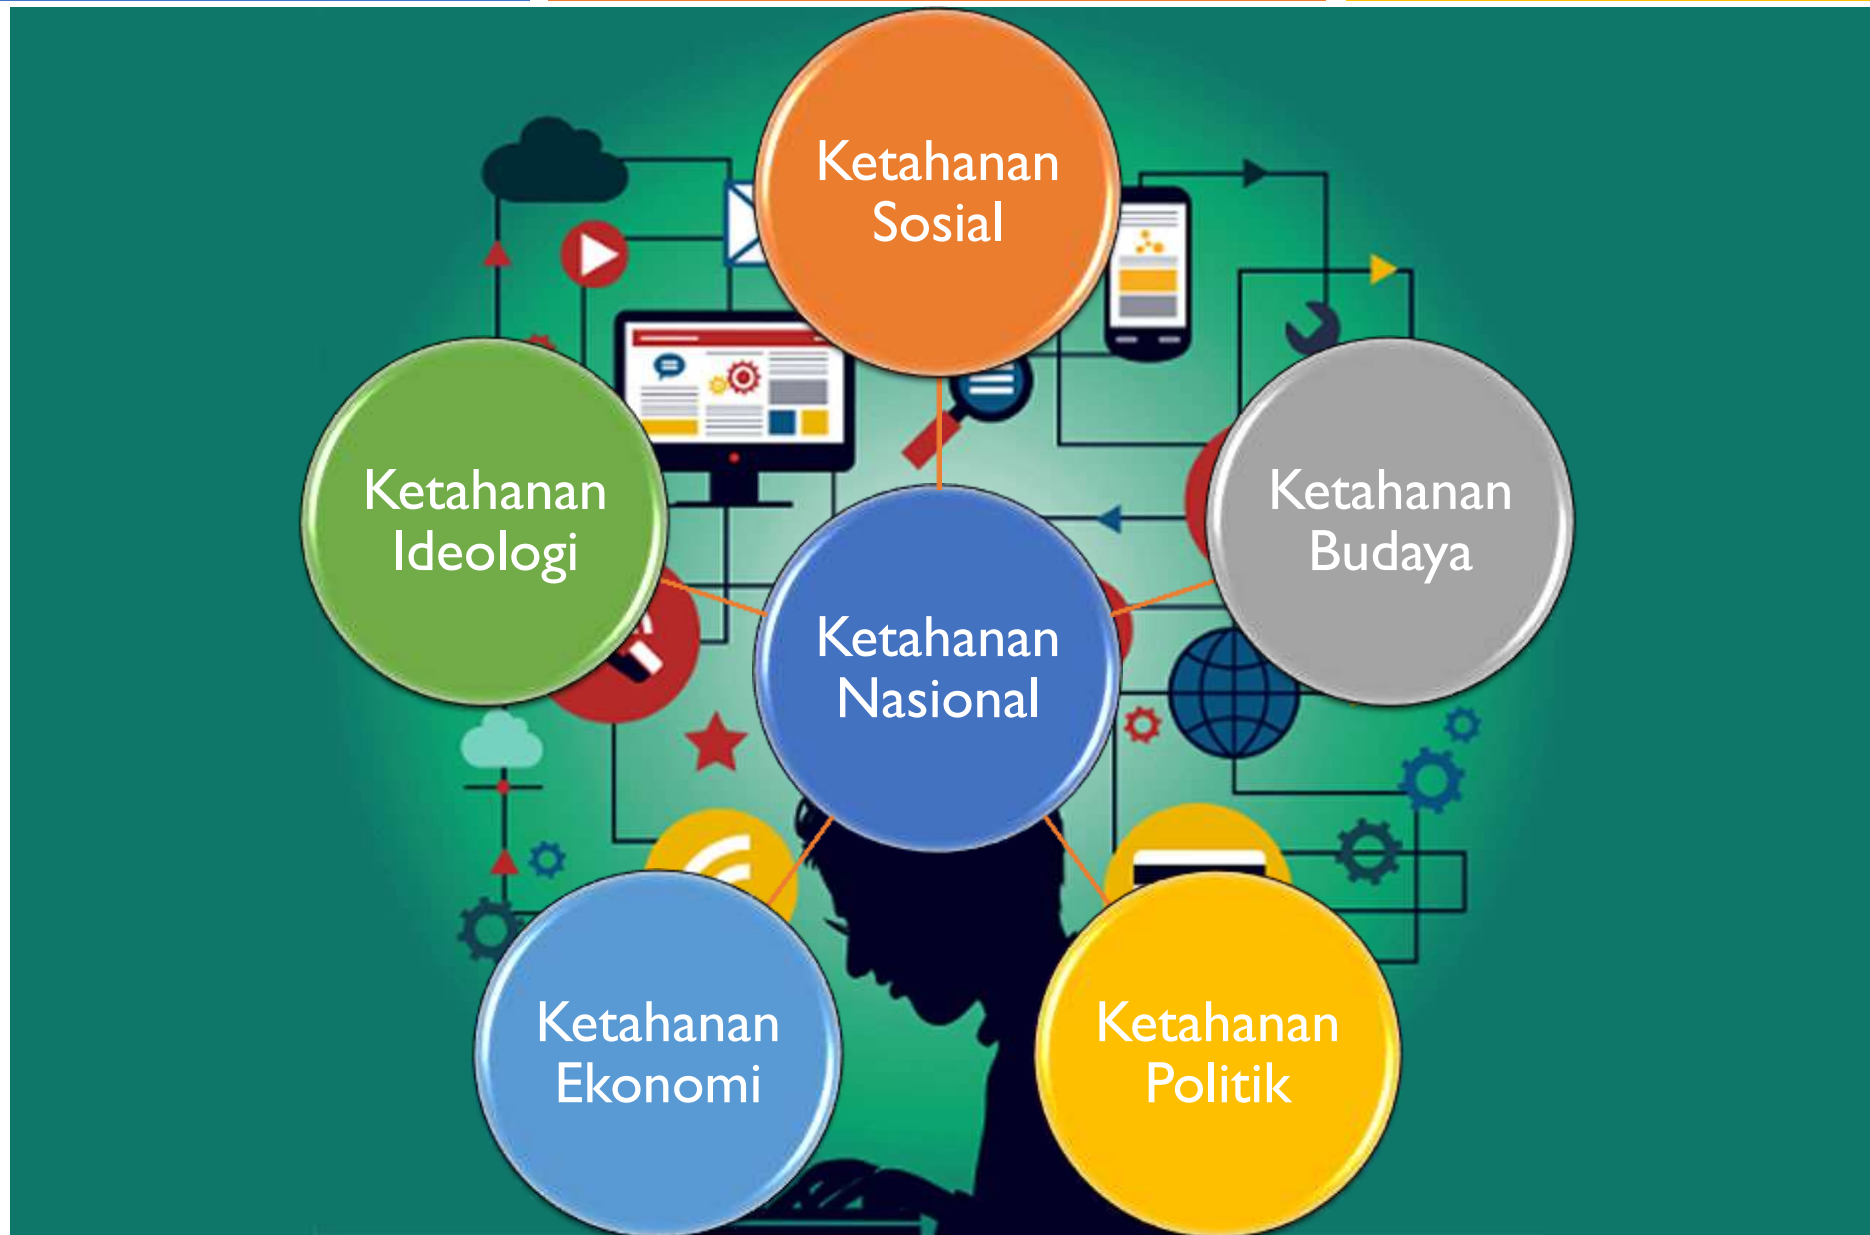 Ketahanan
Sosial
Ketahanan
Ideologi
Ketahanan
Budaya
Ketahanan
Nasional
Ketahanan
Ekonomi
Ketahanan
Politik